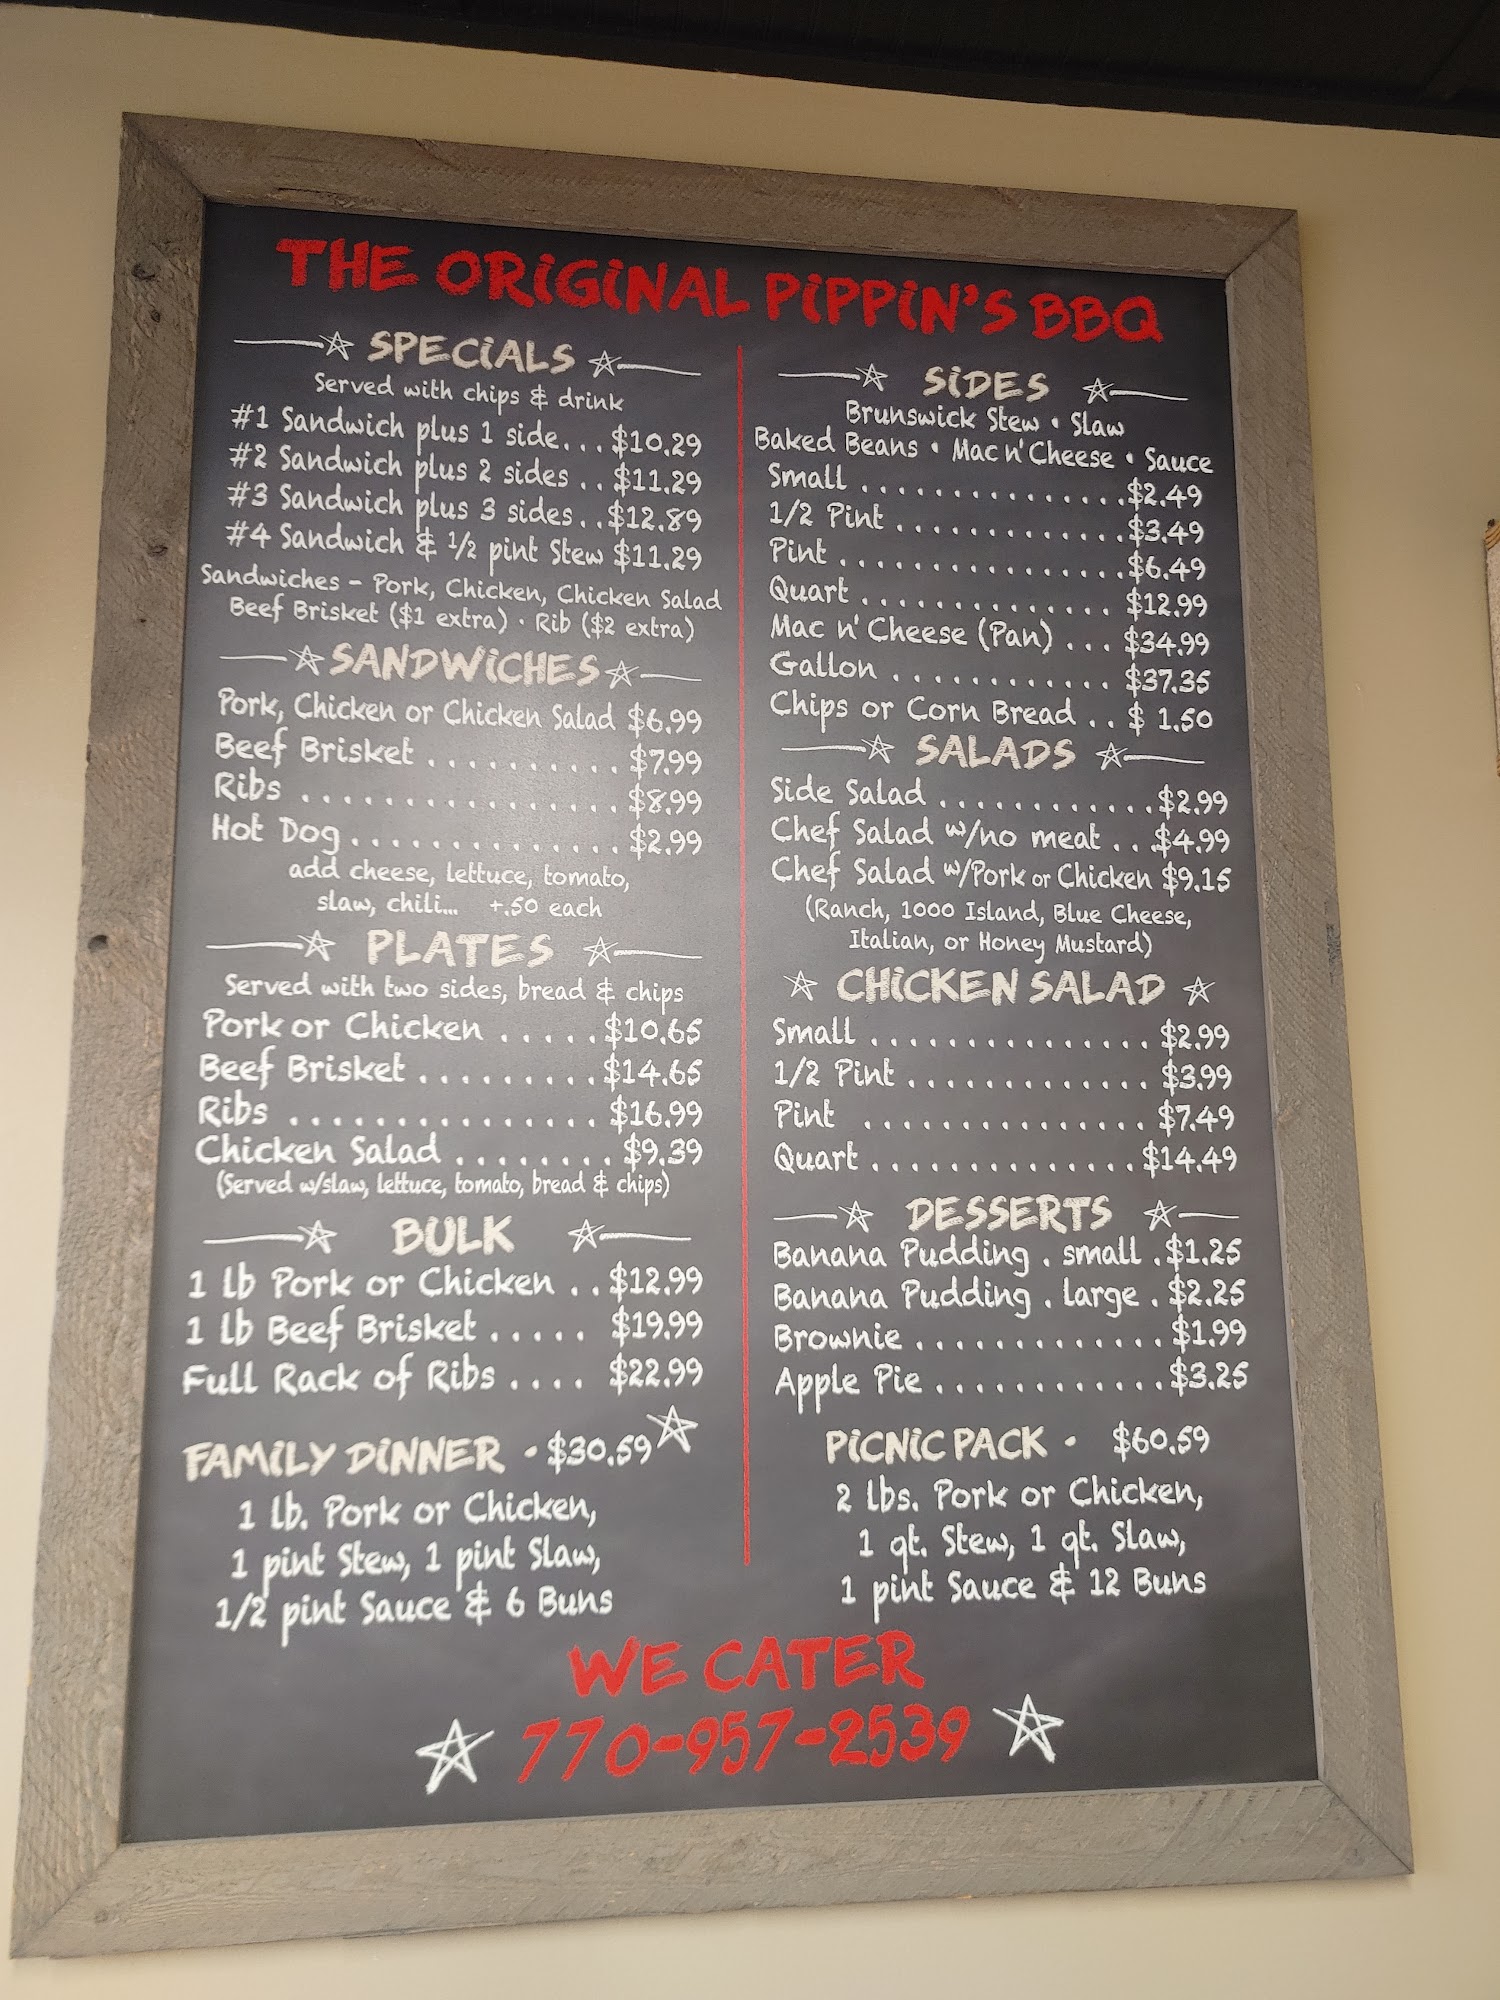 THE ORIGINAL PIPPIN'S BBQ
SPECIALS
Served with chips & drink
#1 Sandwich plus 1 side...$10.29
#2 Sandwich plus 2 sides ..$11.29
#3 Sandwich plus 3 sides..$12.89
#4 Sandwich & 1/2 pint Stew $11.29
Sandwiches - Pork, Chicken, Chicken Salad
Beef Brisket ($1 extra) · Rib ($2 extra)
SANDWICHES
Pork, Chicken or Chicken Salad $6.99
Beef Brisket .......... $7.99
Ribs ................ $8.99
Hot Dog.............. $2.99
add cheese, lettuce, tomato,
slaw, chili... +.50 each
PLATES
Served with two sides, bread & chips
Pork or Chicken .....$10.65
Beef Brisket .........$14.65
Ribs ...............$16.99
Chicken Salad ........ $9.39
(Served w/slaw, lettuce, tomato, bread & chips)
BULK
1 lb Pork or Chicken ..$12.99
1 lb Beef Brisket ..... $19.99
Full Rack of Ribs .... $22.99
FAMILY DINNER - $30.59
1 lb. Pork or Chicken,
1 pint Stew, 1 pint Slaw,
1/2 pint Sauce & 6 Buns
SIDES
Brunswick Stew • Slaw
Baked Beans • Mac n' Cheese • Sauce
Small ...............$2.49
1/2 Pint .............$3.49
Pint ................$6.49
Quart .............. $12.99
Mac n' Cheese (Pan) ... $34.99
Gallon ............ $37.35
Chips or Corn Bread .. $ 1.50
SALADS
Side Salad ............$2.99
Chef Salad w/no meat ...$4.99
Chef Salad w/Pork or Chicken $9.15
(Ranch, 1000 Island, Blue Cheese,
Italian, or Honey Mustard)
CHICKEN SALAD
Small ............... $2.99
1/2 Pint ............. $3.99
Pint ............... $7.49
Quart ...............$14.49
DESSERTS
Banana Pudding . small .$1.25
Banana Pudding . large . $2.25
Brownie ............. $1.99
Apple Pie ............$3.25
PICNIC PACK · $60.59
2 lbs. Pork or Chicken,
1 qt. Stew, 1 qt. Slaw,
1 pint Sauce & 12 Buns
WE CATER
770-957-2539